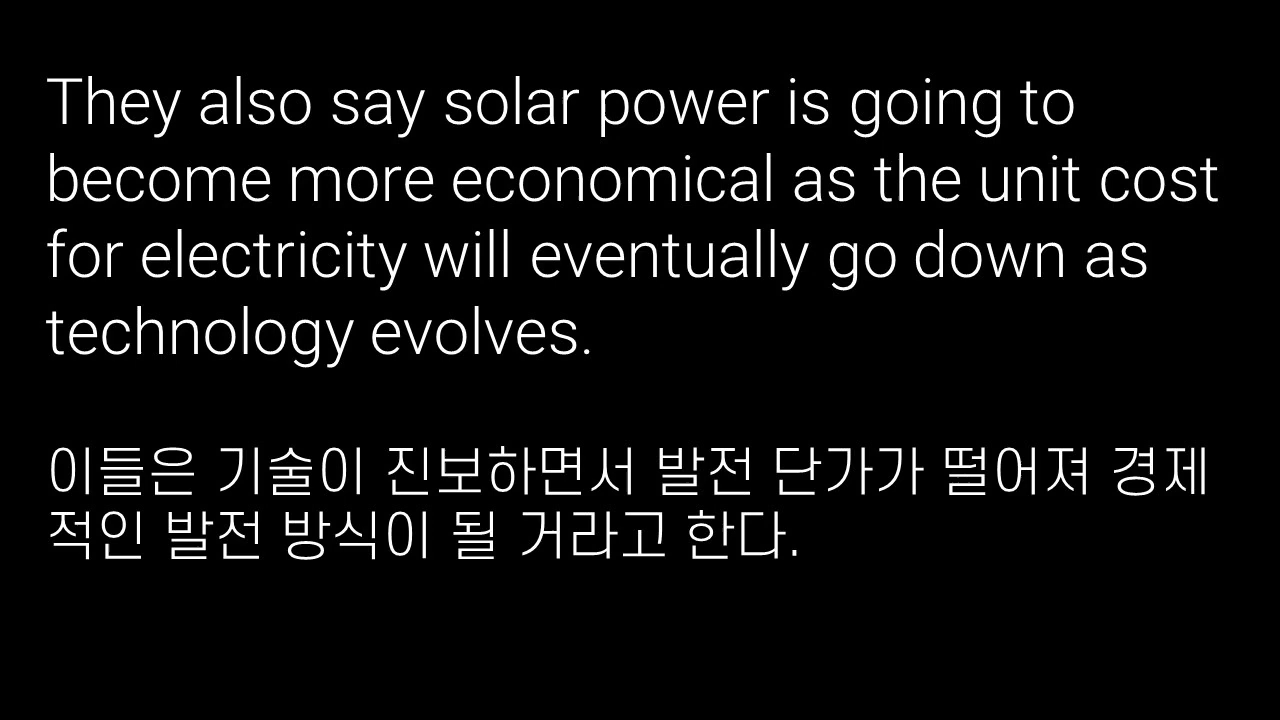 They also say solar power is going to
become more economical as the unit cost
for electricity will eventually go down as
technology evolves.
이들은 기술이 진보하면서 발전 단가가 떨어져 경제
적인 발전 방식이 될 거라고 한다.